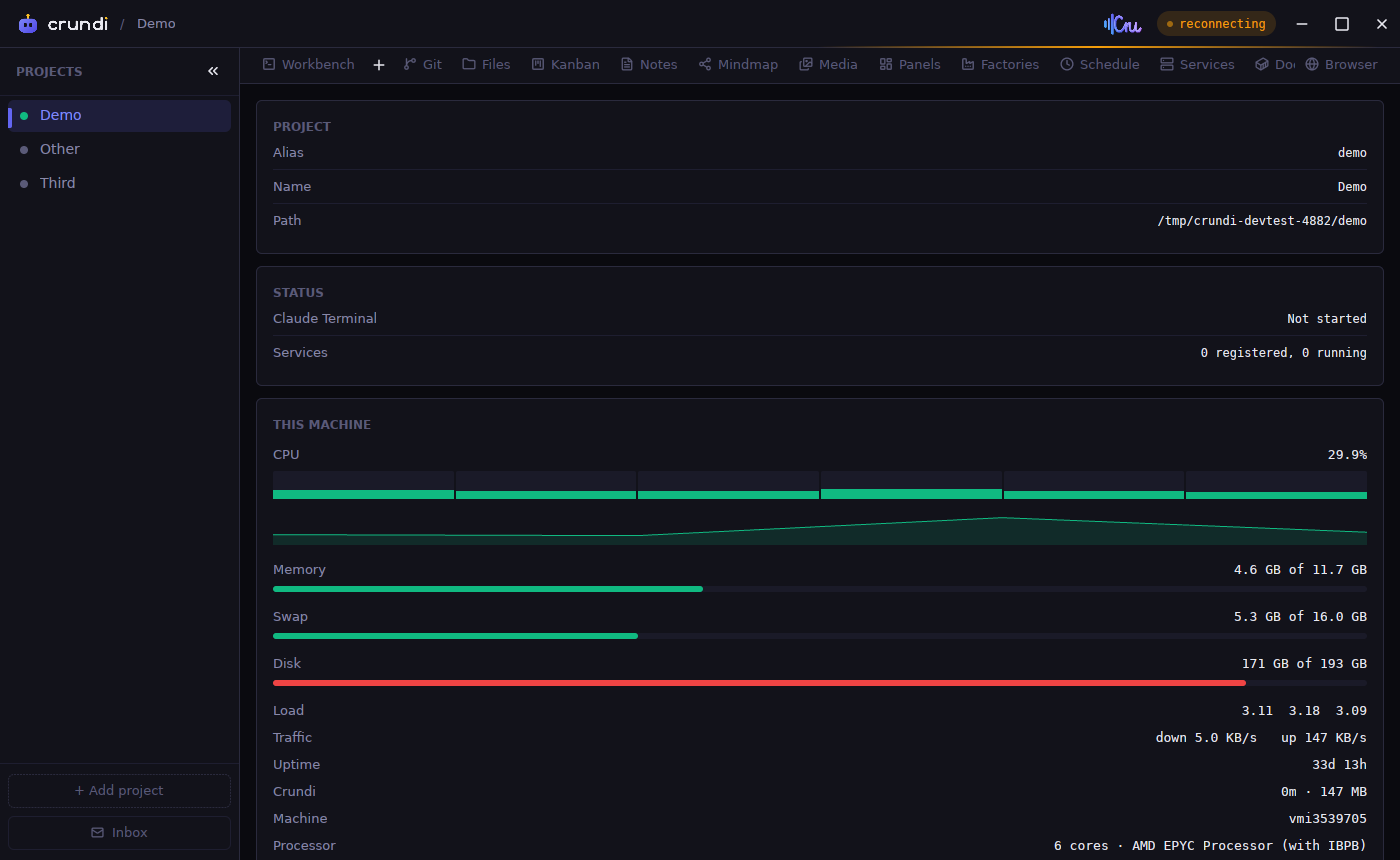 crundi / Demo
Cru
reconnecting
PROJECTS
Workbench
Git
Files
Kanban
Notes
Mindmap
Media
Panels
Factories
Schedule
Services
Browser
Demo
Other
Third
+ Add project
Inbox
PROJECT
Alias demo
Name Demo
Path /tmp/crundi-devtest-4882/demo
STATUS
Claude Terminal Not started
Services 0 registered, 0 running
THIS MACHINE
CPU 29.9%
Memory 4.6 GB of 11.7 GB
Swap 5.3 GB of 16.0 GB
Disk 171 GB of 193 GB
Load 3.11 3.18 3.09
Traffic down 5.0 KB/s up 147 KB/s
Uptime 33d 13h
Crundi 0m · 147 MB
Machine vmi3539705
Processor 6 cores · AMD EPYC Processor (with IBPB)